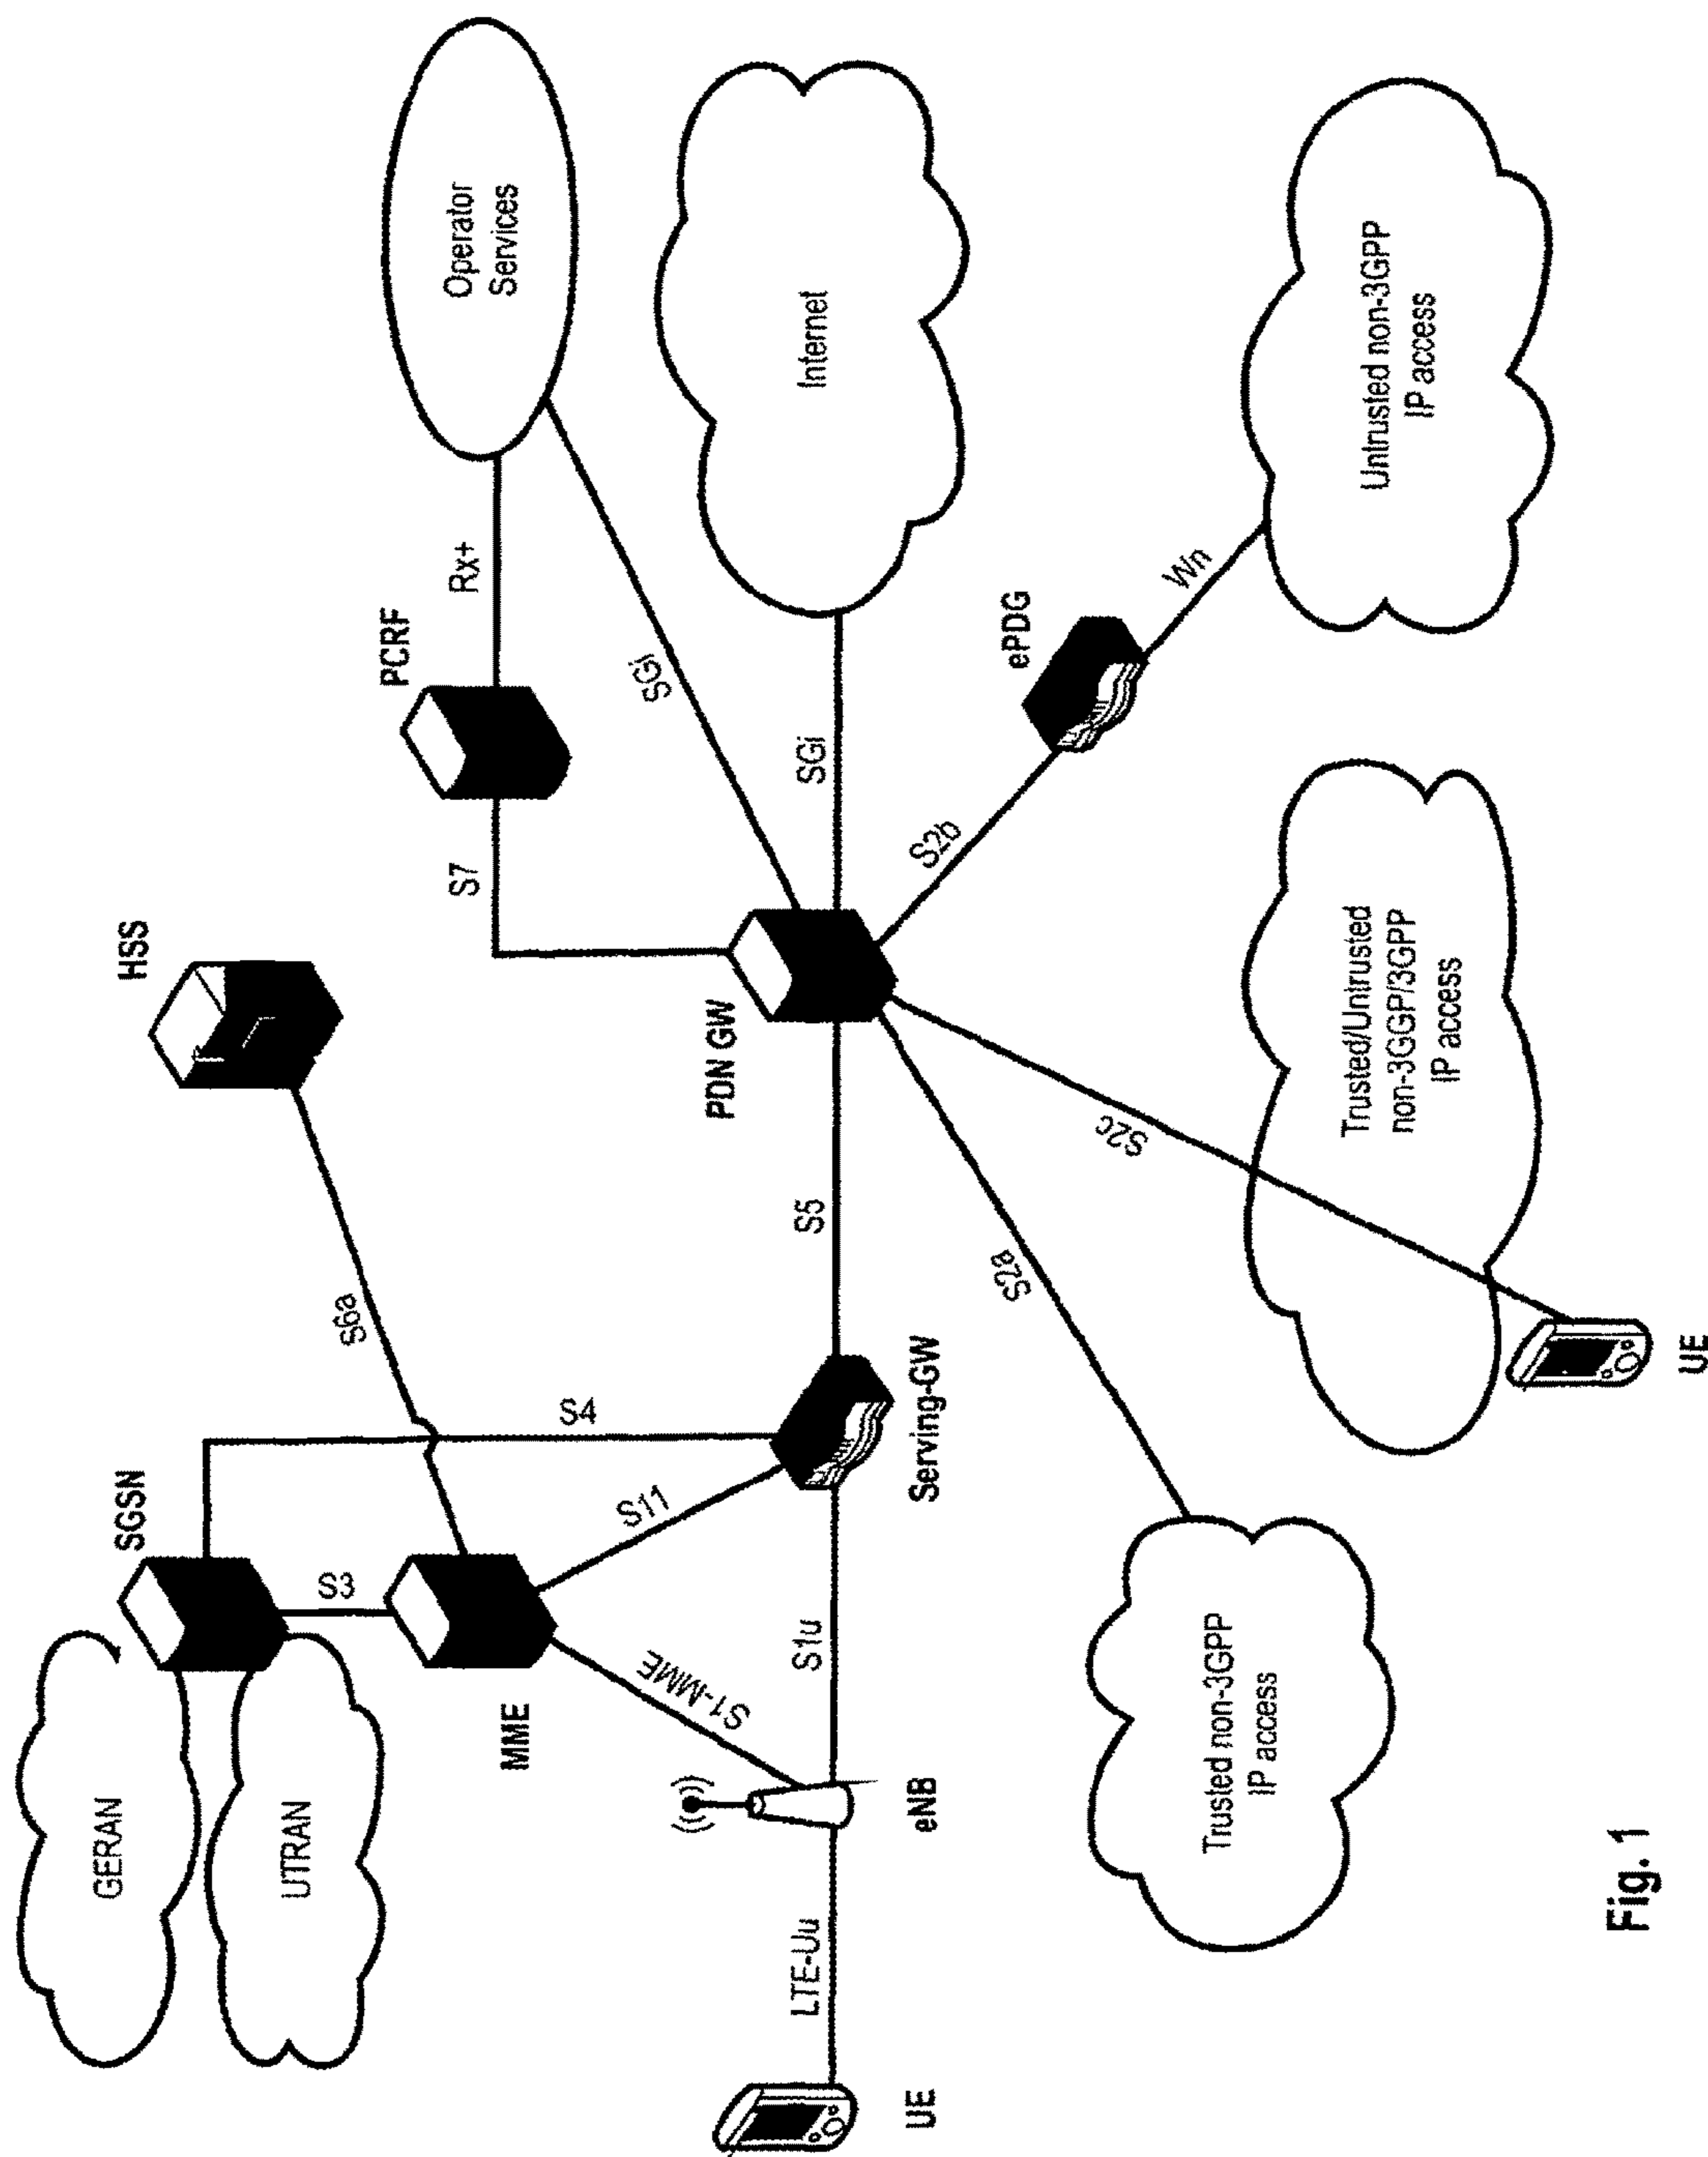 GERAN
SGSN
HSS
UTRAN
S3
S6a
PCRF
S7
Rx+
Operator
Services
MME
S4
S11
S1-MME
SGi
LTE-Uu
S1u
S5
SGi
Internet
PDN GW
UE
eNB
Serving-GW
S2b
ePDG
S2a
S2c
Wn
Trusted non-3GPP
IP access
Trusted/Untrusted
non-3GGP/3GPP
IP access
Untrusted non-3GPP
IP access
UE
Fig. 1